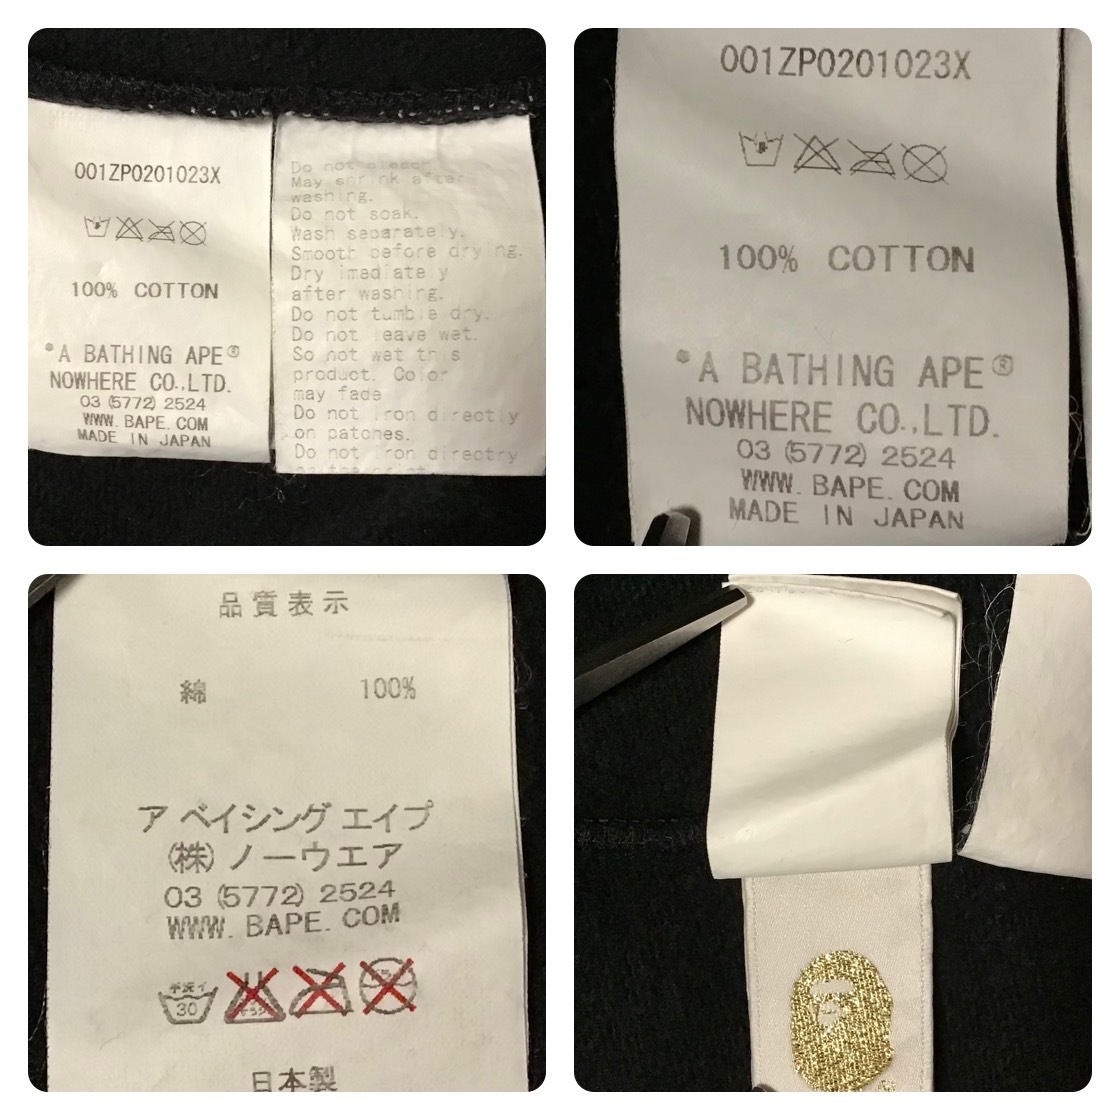 001ZP0201023X
100% COTTON
*A BATHING APE®
NOWHERE CO.,LTD.
03 (5772) 2524
WWW. BAPE. COM
MADE IN JAPAN
Do not
May shrink after
washing.
Do not soak.
Wash separately.
Smooth before drying.
Dry imediately
after washing.
Do not tumble dry.
Do not leave wet.
So not wet this
product. Color
may fade
Do not iron directly
on patches.
Do not iron directry
001ZP0201023X
100% COTTON
*A BATHING APE®
NOWHERE CO.,LTD.
03 (5772) 2524
WWW. BAPE. COM
MADE IN JAPAN
品質表示
綿 100%
ア ベイシング エイプ
(株) ノーウエア
03 (5772) 2524
WWW. BAPE. COM
手洗イ
30
日本製